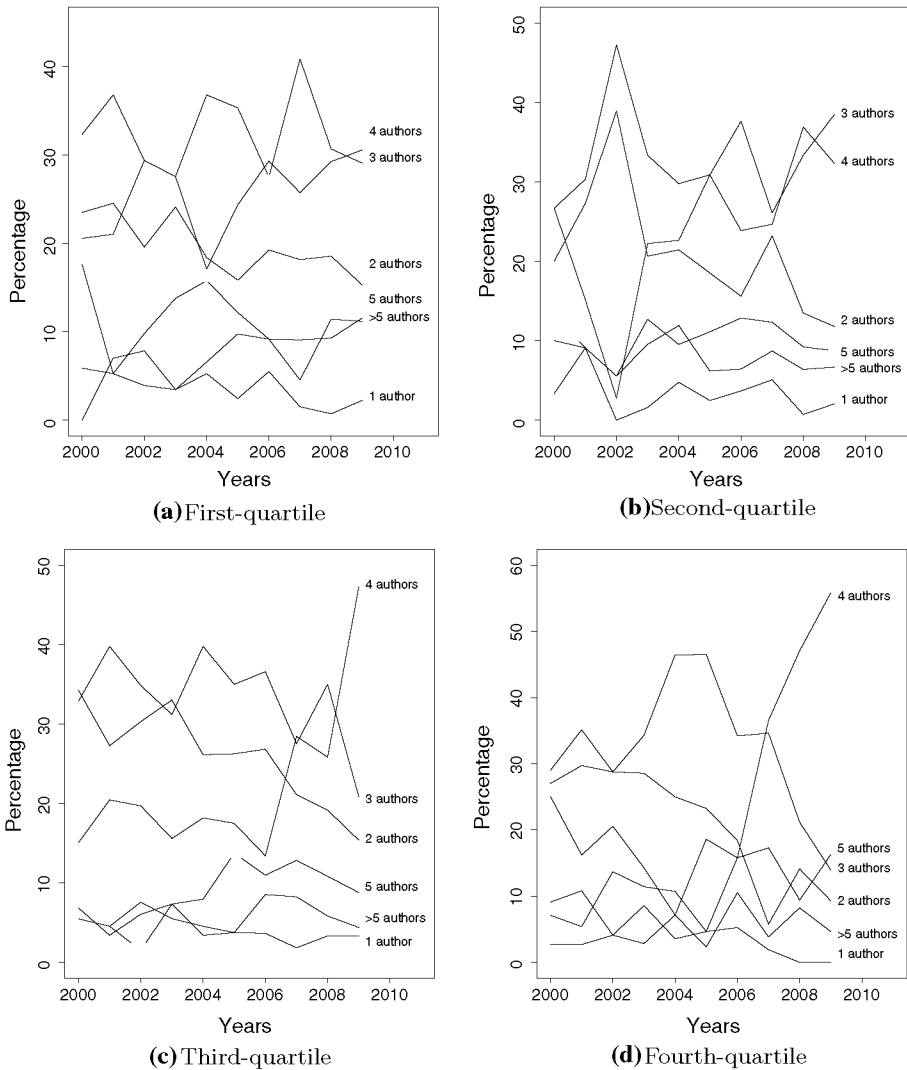 Percentage
0 10 20 30 40
4 authors
3 authors
2 authors
5 authors
>5 authors
1 author
2000 2002 2004 2006 2008 2010
Years
(a) First-quartile
Percentage
0 10 20 30 40 50
3 authors
4 authors
2 authors
5 authors
>5 authors
1 author
2000 2002 2004 2006 2008 2010
Years
(b) Second-quartile
Percentage
0 10 20 30 40 50
4 authors
3 authors
2 authors
5 authors
>5 authors
1 author
2000 2002 2004 2006 2008 2010
Years
(c) Third-quartile
Percentage
0 10 20 30 40 50 60
4 authors
5 authors
3 authors
2 authors
>5 authors
1 author
2000 2002 2004 2006 2008 2010
Years
(d) Fourth-quartile